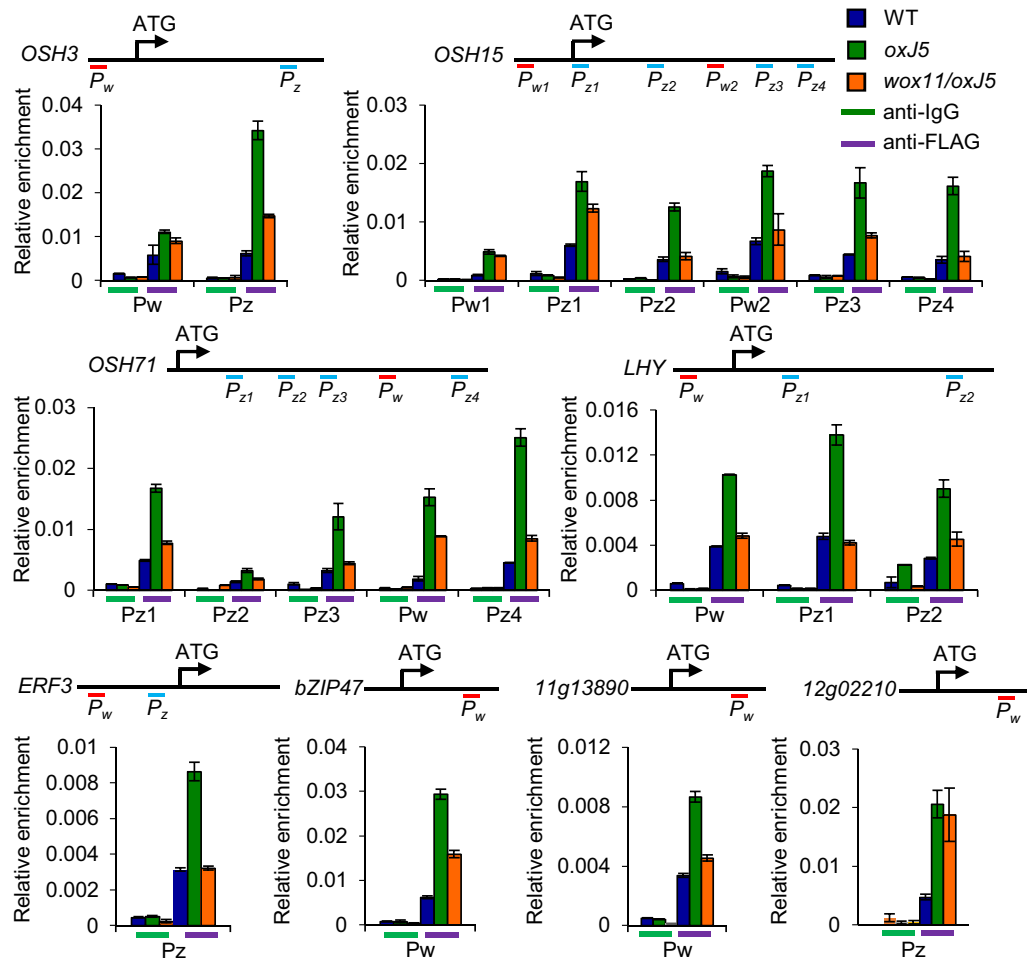 ATG
OSH3
Pw Pz
Relative enrichment
0.04
0.03
0.02
0.01
0
Pw Pz
ATG
OSH15
Pw1 Pz1 Pz2 Pw2 Pz3 Pz4
Relative enrichment
0.04
0.03
0.02
0.01
0
Pw1 Pz1 Pz2 Pw2 Pz3 Pz4
WT
oxJ5
wox11/oxJ5
anti-IgG
anti-FLAG
ATG
OSH71
Pz1 Pz2 Pz3 Pw Pz4
Relative enrichment
0.03
0.02
0.01
0
Pz1 Pz2 Pz3 Pw Pz4
ATG
LHY
Pw Pz1 Pz2
Relative enrichment
0.016
0.012
0.008
0.004
0
Pw Pz1 Pz2
ATG
ERF3
Pw Pz
Relative enrichment
0.01
0.008
0.006
0.004
0.002
0
Pz
ATG
bZIP47
Pw
Relative enrichment
0.04
0.03
0.02
0.01
0
Pw
ATG
11g13890
Pw
Relative enrichment
0.012
0.008
0.004
0
Pw
ATG
12g02210
Pw
Relative enrichment
0.03
0.02
0.01
0
Pz